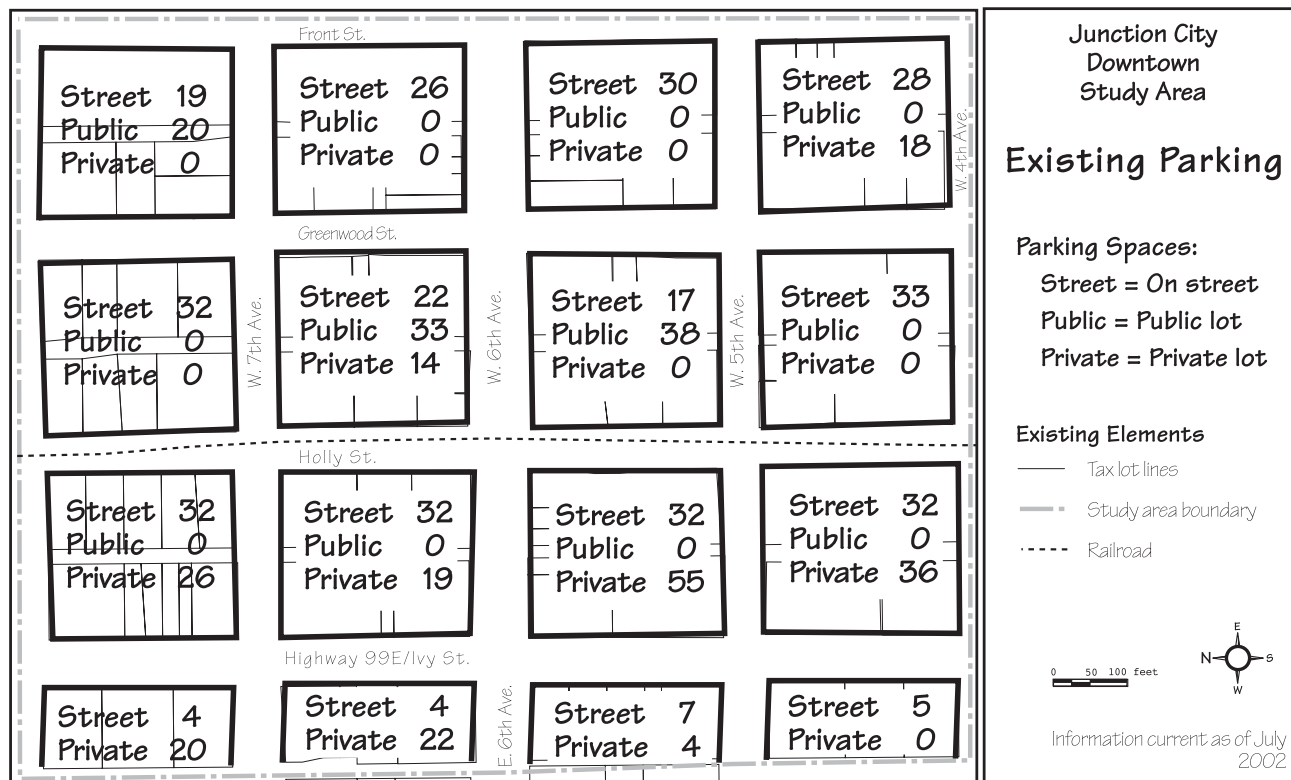 Front St.
Street 19
Public 20
Private 0
Street 26
Public 0
Private 0
Street 30
Public 0
Private 0
Street 28
Public 0
Private 18
W. 4th Ave.
Greenwood St.
Street 32
Public 0
Private 0
W. 7th Ave.
Street 22
Public 33
Private 14
W. 6th Ave.
Street 17
Public 38
Private 0
W. 5th Ave.
Street 33
Public 0
Private 0
Holly St.
Street 32
Public 0
Private 26
Street 32
Public 0
Private 19
Street 32
Public 0
Private 55
Street 32
Public 0
Private 36
Highway 99E/Ivy St.
Street 4
Private 20
Street 4
Private 22
E. 6th Ave.
Street 7
Private 4
Street 5
Private 0
Junction City
Downtown
Study Area
Existing Parking
Parking Spaces:
Street = On street
Public = Public lot
Private = Private lot
Existing Elements
Tax lot lines
Study area boundary
Railroad
0 50 100 feet
E
N S
W
Information current as of July
2002